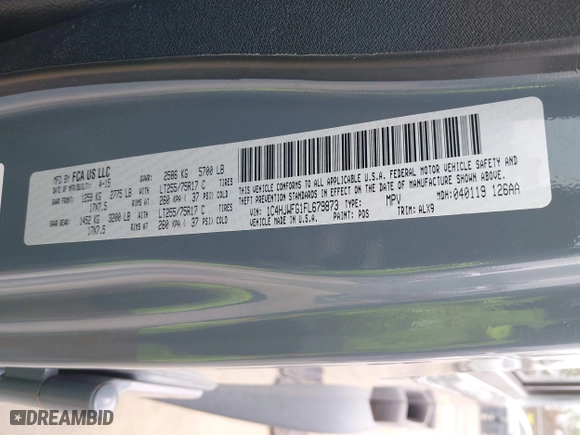 MFD BY FCA US LLC
DATE OF MFR/BUILT: 4-15 GVWR: 2586 KG 5700 LB
GAWR FRONT: 1259 KG 2775 LB WITH LT255/75R17 C TIRES
17X7.5 RIMS AT 260 KPA ( 37 PSI) COLD
GAWR REAR: 1452 KG 3200 LB WITH LT255/75R17 C TIRES
17X7.5 RIMS AT 260 KPA ( 37 PSI) COLD
THIS VEHICLE CONFORMS TO ALL APPLICABLE U.S.A. FEDERAL MOTOR VEHICLE SAFETY AND
THEFT PREVENTION STANDARDS IN EFFECT ON THE DATE OF MANUFACTURE SHOWN ABOVE.
VIN: 1C4HJWFG1FL679873 TYPE: MPV MDH: 040119 126AA
VEHICLE MADE IN U.S.A. PAINT: PDS TRIM: ALX9
DREAMBID